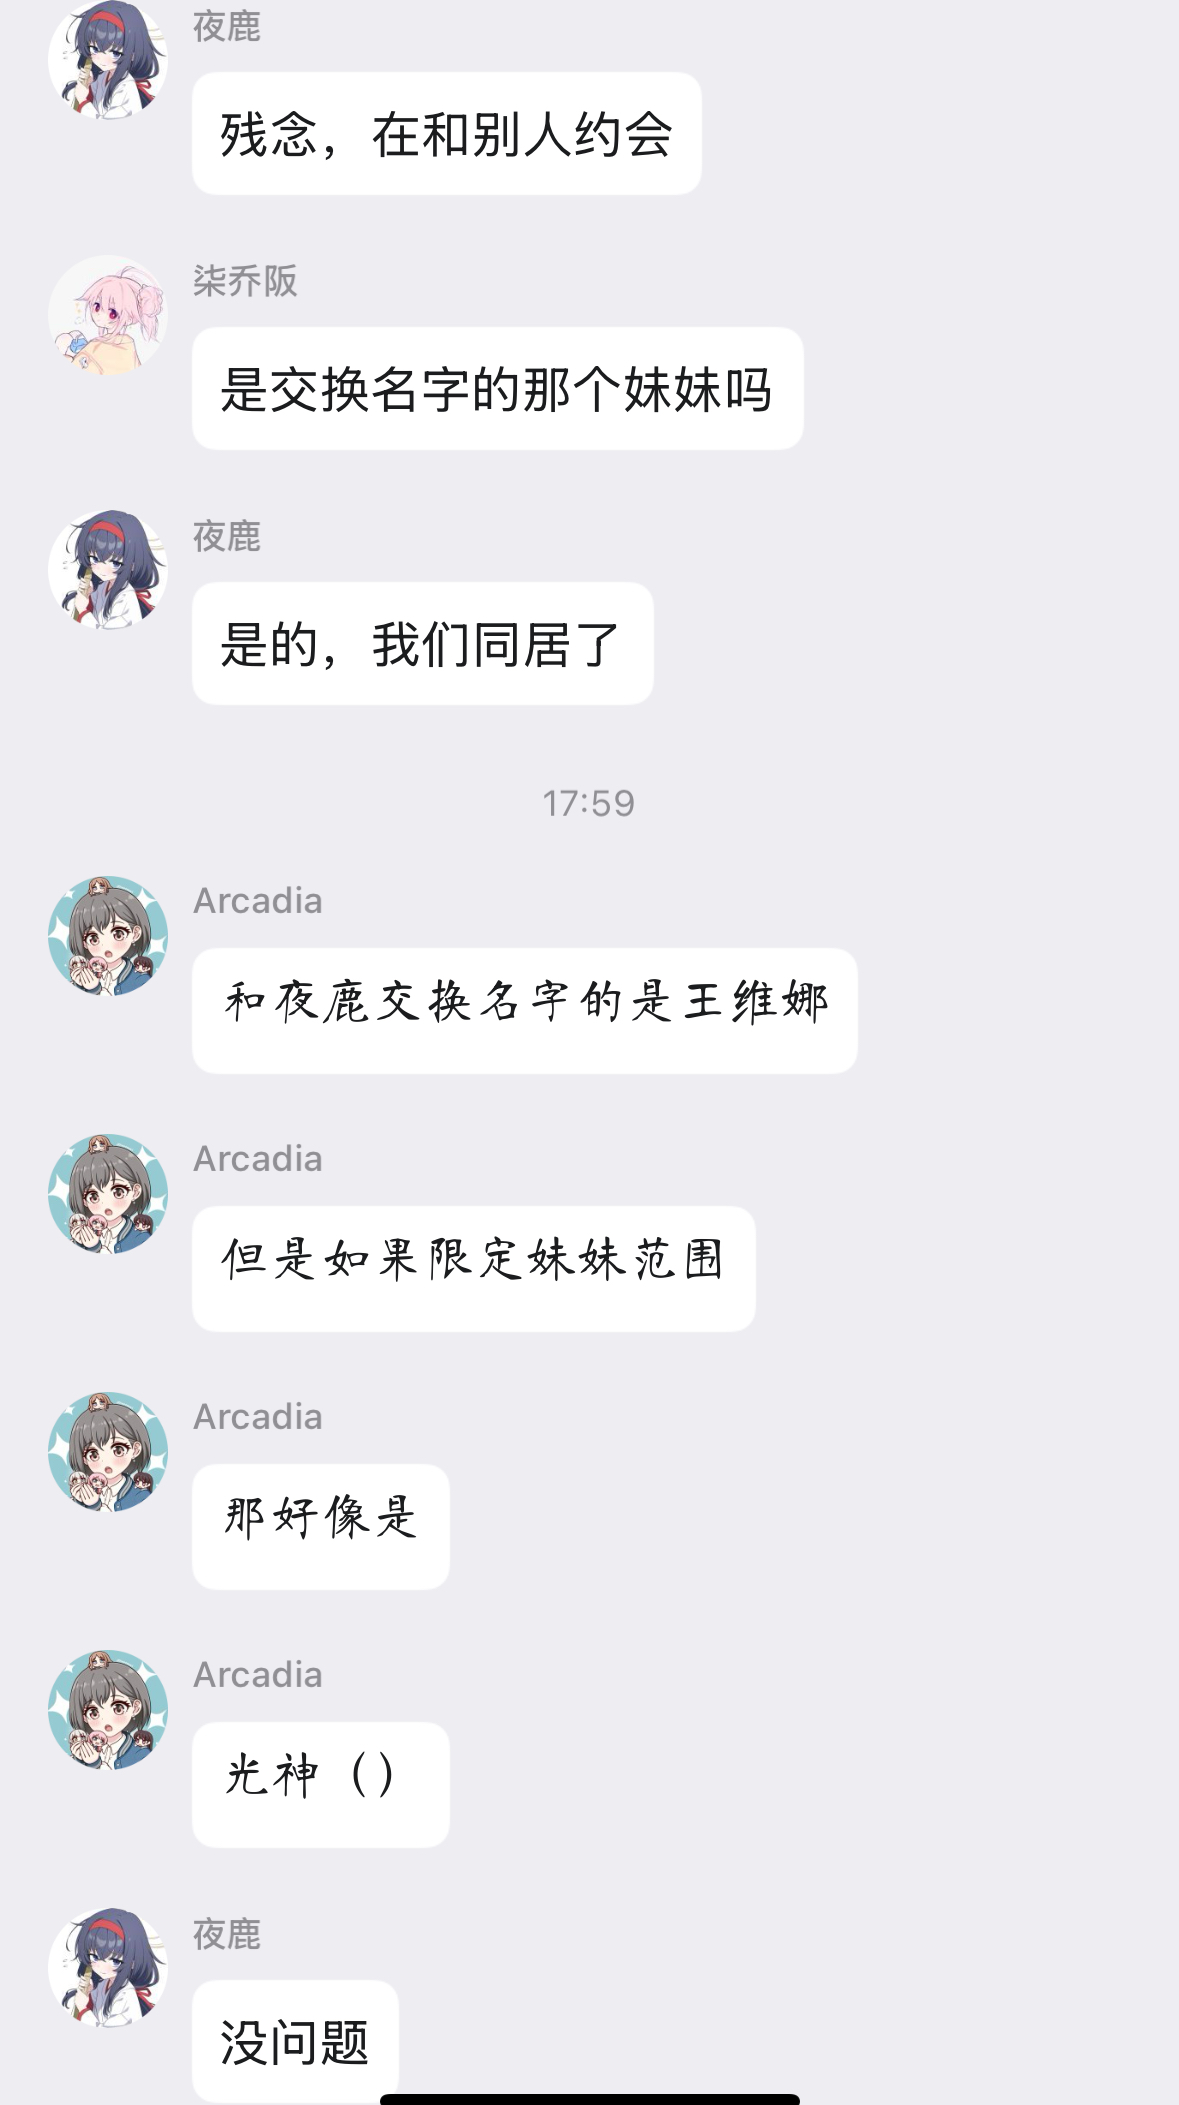 夜鹿
残念，在和别人约会
柒乔阪
是交换名字的那个妹妹吗
夜鹿
是的，我们同居了
17:59
Arcadia
和夜鹿交换名字的是王维娜
Arcadia
但是如果限定妹妹范围
Arcadia
那好像是
Arcadia
光神（）
夜鹿
没问题